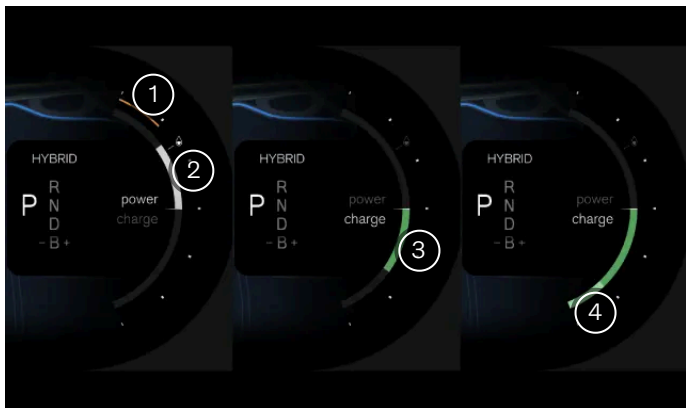 1
2
HYBRID
R
P N
D
- B +
power
charge
HYBRID
R
P N
D
- B +
power
charge
3
HYBRID
R
P N
D
- B +
power
charge
4